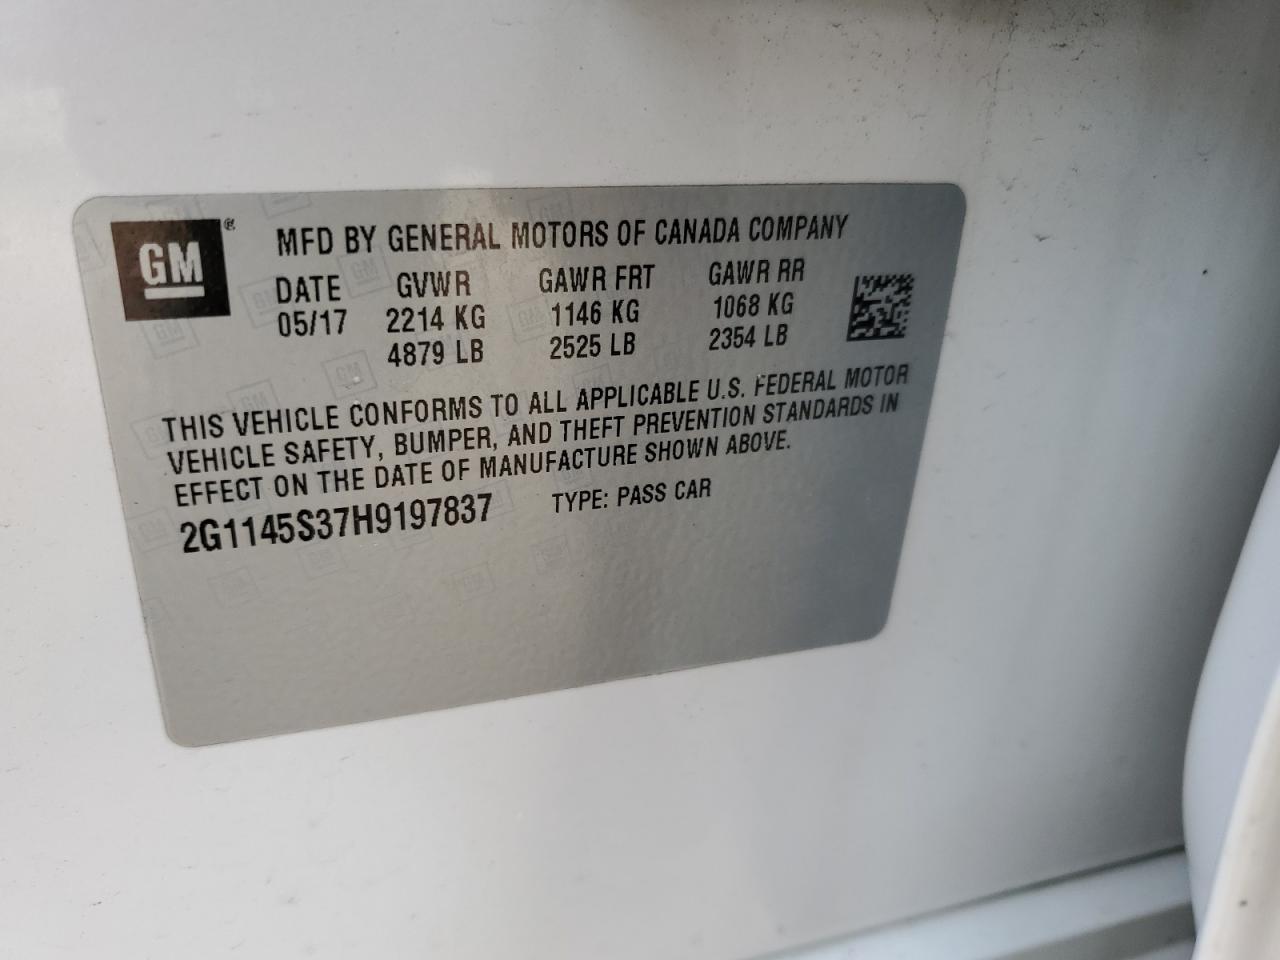 GM ®
MFD BY GENERAL MOTORS OF CANADA COMPANY
DATE GVWR GAWR FRT GAWR RR
05/17 2214 KG 1146 KG 1068 KG
4879 LB 2525 LB 2354 LB
THIS VEHICLE CONFORMS TO ALL APPLICABLE U.S. FEDERAL MOTOR
VEHICLE SAFETY, BUMPER, AND THEFT PREVENTION STANDARDS IN
EFFECT ON THE DATE OF MANUFACTURE SHOWN ABOVE.
2G1145S37H9197837 TYPE: PASS CAR